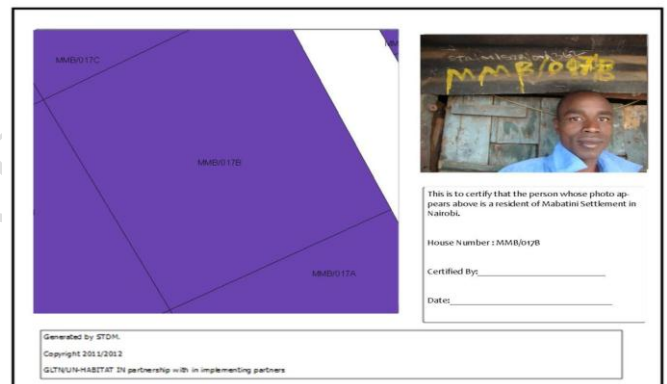 MMB/017C
MM
MMB/017B
MMB/017A
MMB/017B
This is to certify that the person whose photo ap-
pears above is a resident of Mabatini Settlement in
Nairobi.
House Number : MMB/017B
Certified By:
Date:
Generated by STDM.
Copyright 2011/2012
GLTN/UN-HABITAT IN partnership with in implementing partners